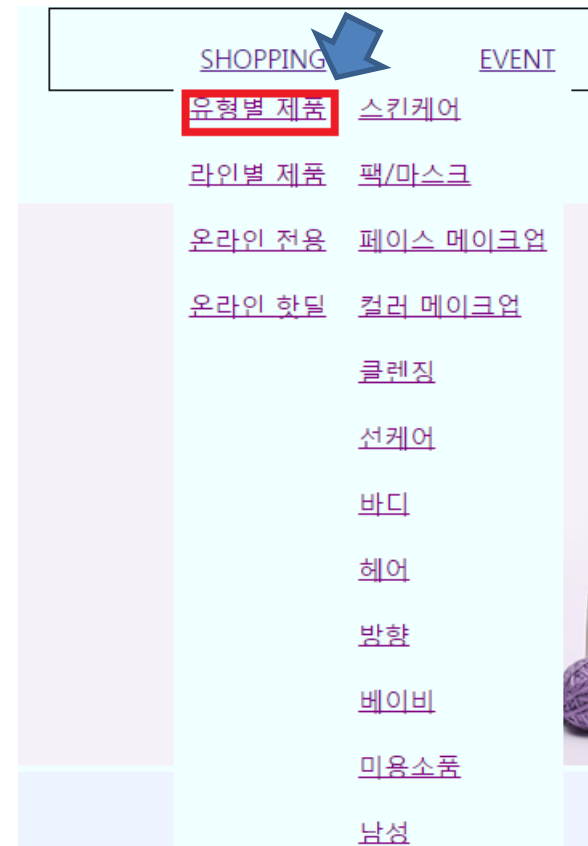 SHOPPING EVENT
유형별 제품 스킨케어
라인별 제품 팩/마스크
온라인 전용 페이스 메이크업
온라인 핫딜 컬러 메이크업
클렌징
선케어
바디
헤어
방향
베이비
미용소품
남성